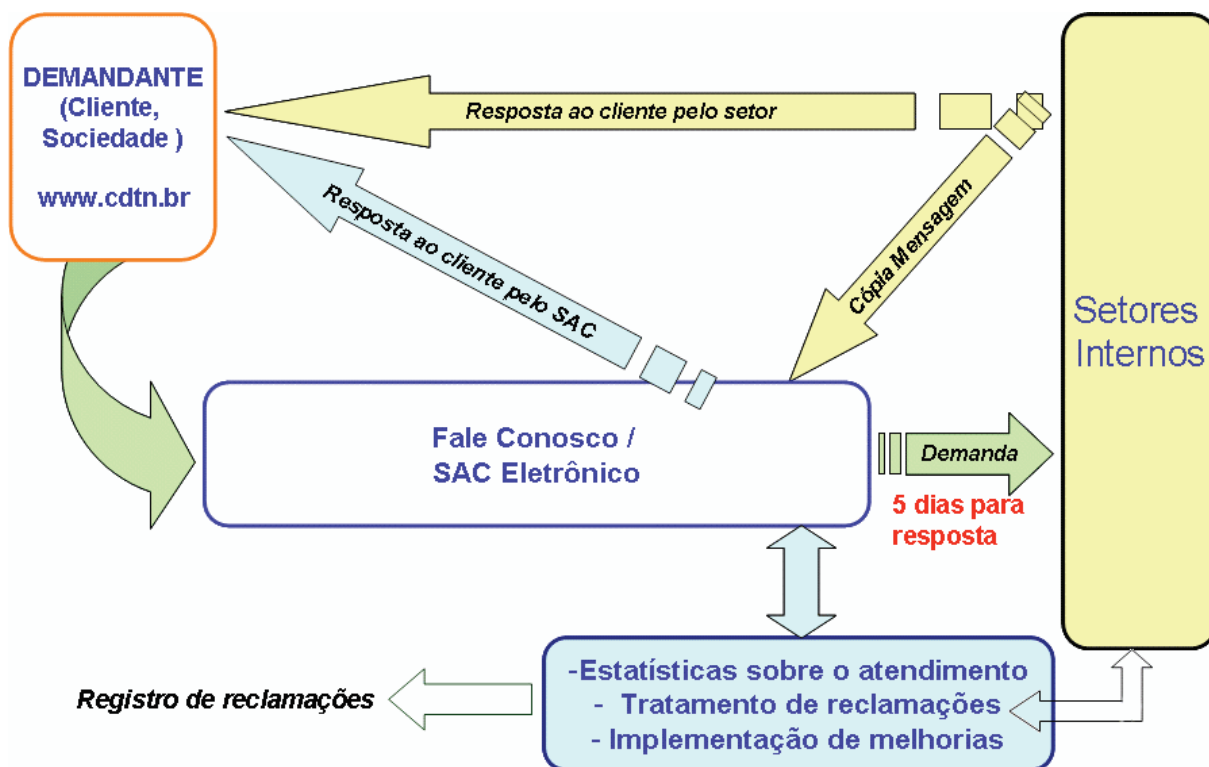 DEMANDANTE
(Cliente,
Sociedade )
www.cdtn.br
Resposta ao cliente pelo setor
Resposta ao cliente pelo SAC
Cópia Mensagem
Setores
Internos
Fale Conosco /
SAC Eletrônico
Demanda
5 dias para
resposta
-Estatísticas sobre o atendimento
- Tratamento de reclamações
- Implementação de melhorias
Registro de reclamações